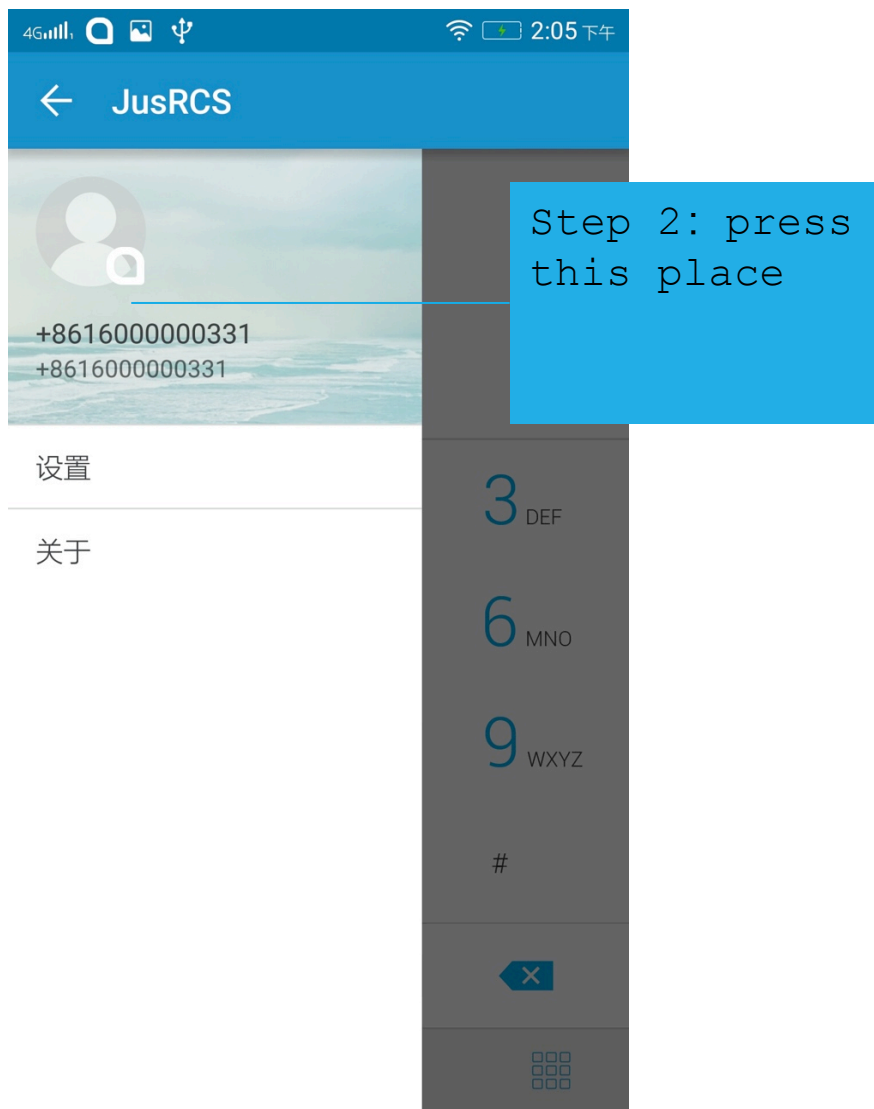 4G 2:05 下午
JusRCS
Step 2: press
this place
+8616000000331
+8616000000331
设置
关于
3 DEF
6 MNO
9 WXYZ
#